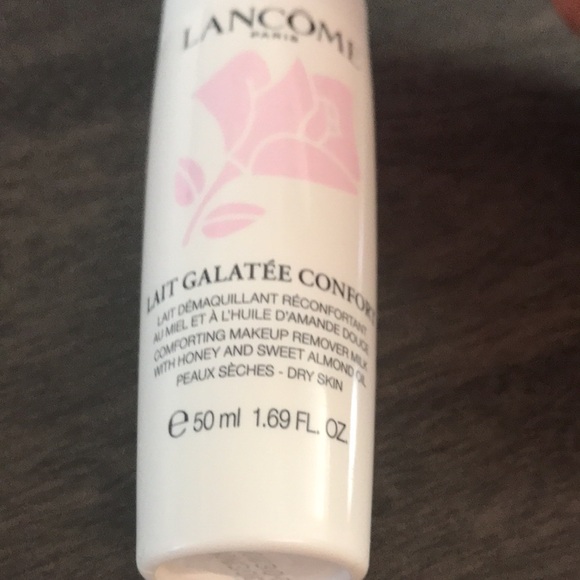 LANCÔME
PARIS
LAIT GALATÉE CONFORT
LAIT DÉMAQUILLANT RÉCONFORTANT
AU MIEL ET À L'HUILE D'AMANDE DOUCE
COMFORTING MAKEUP REMOVER MILK
WITH HONEY AND SWEET ALMOND OIL
PEAUX SÈCHES - DRY SKIN
℮ 50 ml 1.69 FL. OZ.